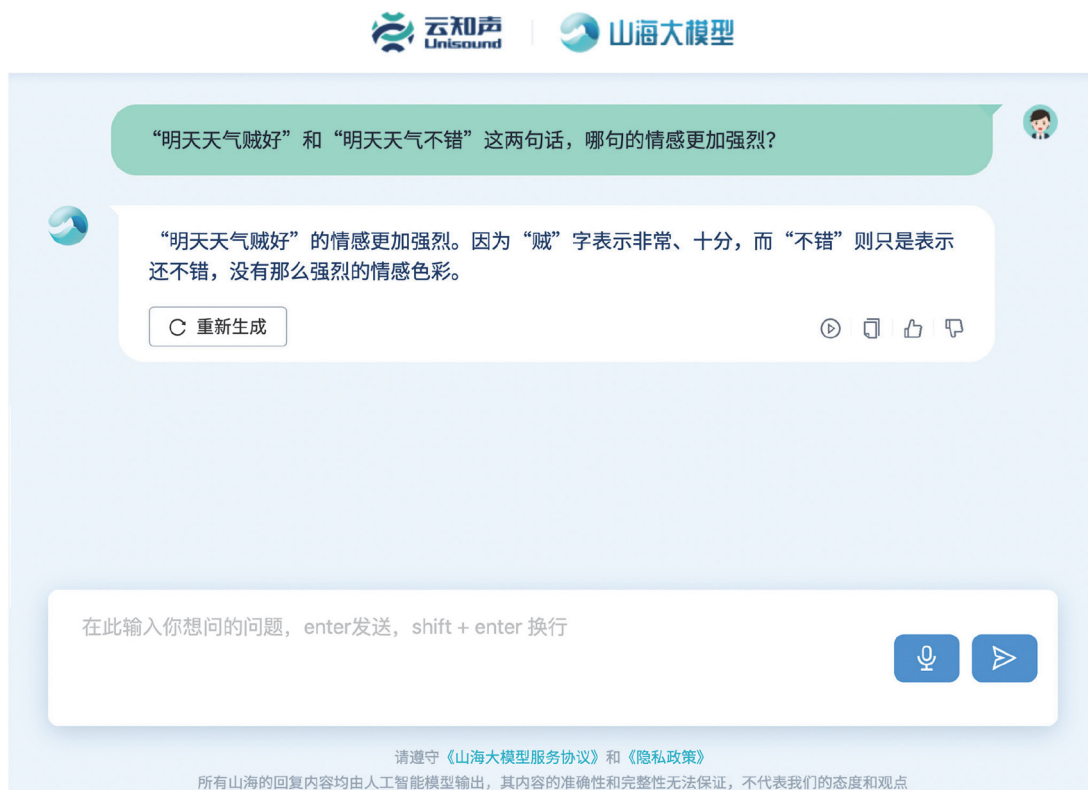 云知声
Unisound
山海大模型
“明天天气贼好”和“明天天气不错”这两句话，哪句的情感更加强烈？
“明天天气贼好”的情感更加强烈。因为“贼”字表示非常、十分，而“不错”则只是表示
还不错，没有那么强烈的情感色彩。
重新生成
在此输入你想问的问题，enter发送，shift + enter 换行
请遵守《山海大模型服务协议》和《隐私政策》
所有山海的回复内容均由人工智能模型输出，其内容的准确性和完整性无法保证，不代表我们的态度和观点